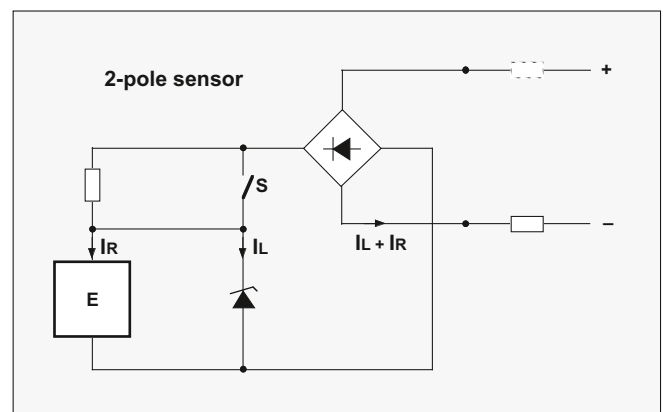 2-pole sensor
+
S
IR
IL
IL + IR
–
E